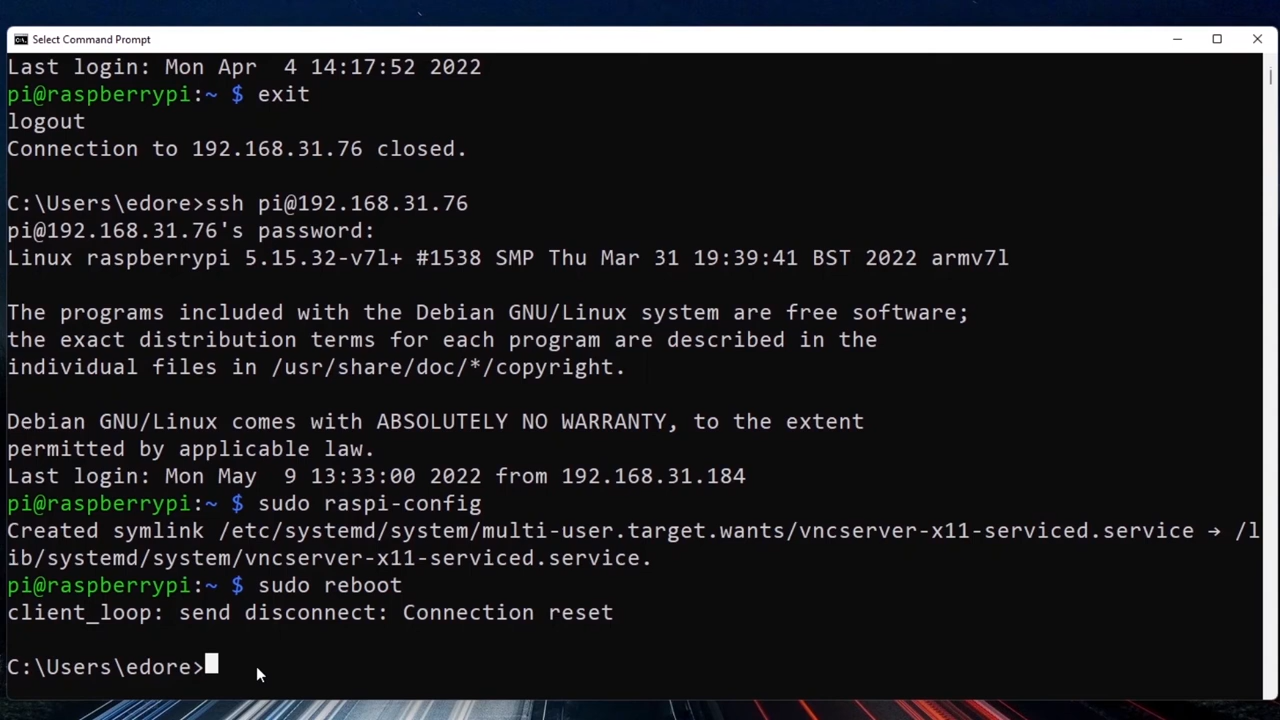 Select Command Prompt
Last login: Mon Apr  4 14:17:52 2022
pi@raspberrypi:~ $ exit
logout
Connection to 192.168.31.76 closed.
C:\Users\edore>ssh pi@192.168.31.76
pi@192.168.31.76's password:
Linux raspberrypi 5.15.32-v7l+ #1538 SMP Thu Mar 31 19:39:41 BST 2022 armv7l
The programs included with the Debian GNU/Linux system are free software;
the exact distribution terms for each program are described in the
individual files in /usr/share/doc/*/copyright.
Debian GNU/Linux comes with ABSOLUTELY NO WARRANTY, to the extent
permitted by applicable law.
Last login: Mon May  9 13:33:00 2022 from 192.168.31.184
pi@raspberrypi:~ $ sudo raspi-config
Created symlink /etc/systemd/system/multi-user.target.wants/vncserver-x11-serviced.service → /l
ib/systemd/system/vncserver-x11-serviced.service.
pi@raspberrypi:~ $ sudo reboot
client_loop: send disconnect: Connection reset
C:\Users\edore>